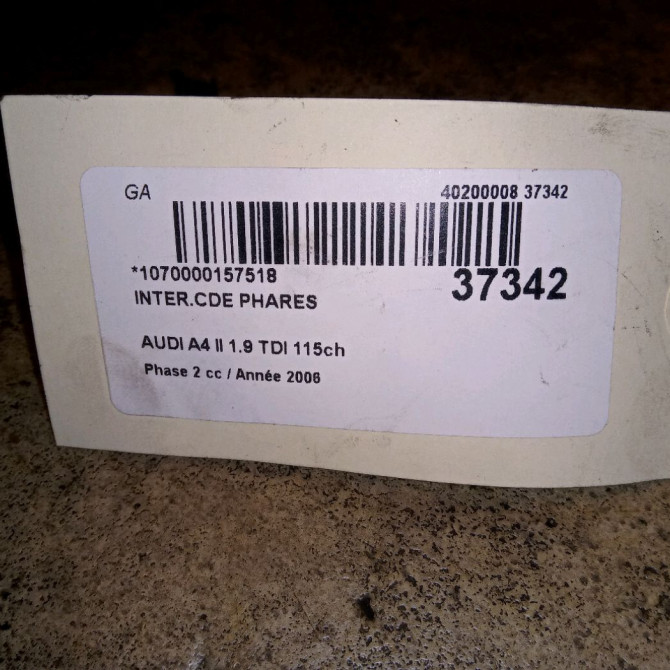 GA 40200008 37342
*1070000157518 37342
INTER.CDE PHARES
AUDI A4 II 1.9 TDI 115ch
Phase 2 cc / Année 2006